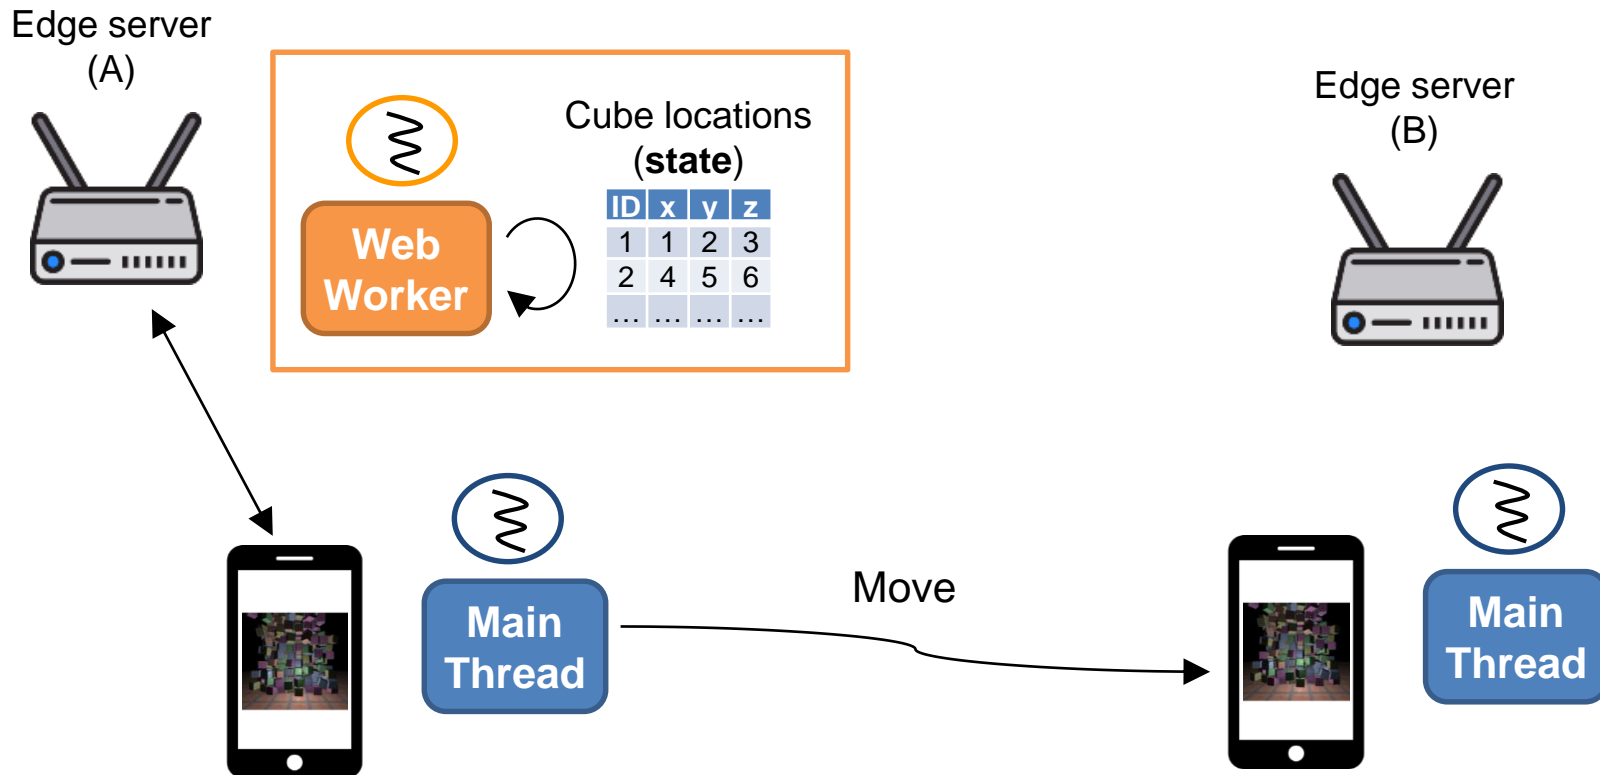 Edge server
(A)
Cube locations
(state)
ID x y z
1 1 2 3
2 4 5 6
... ... ... ...
Web
Worker
Edge server
(B)
Main
Thread
Move
Main
Thread